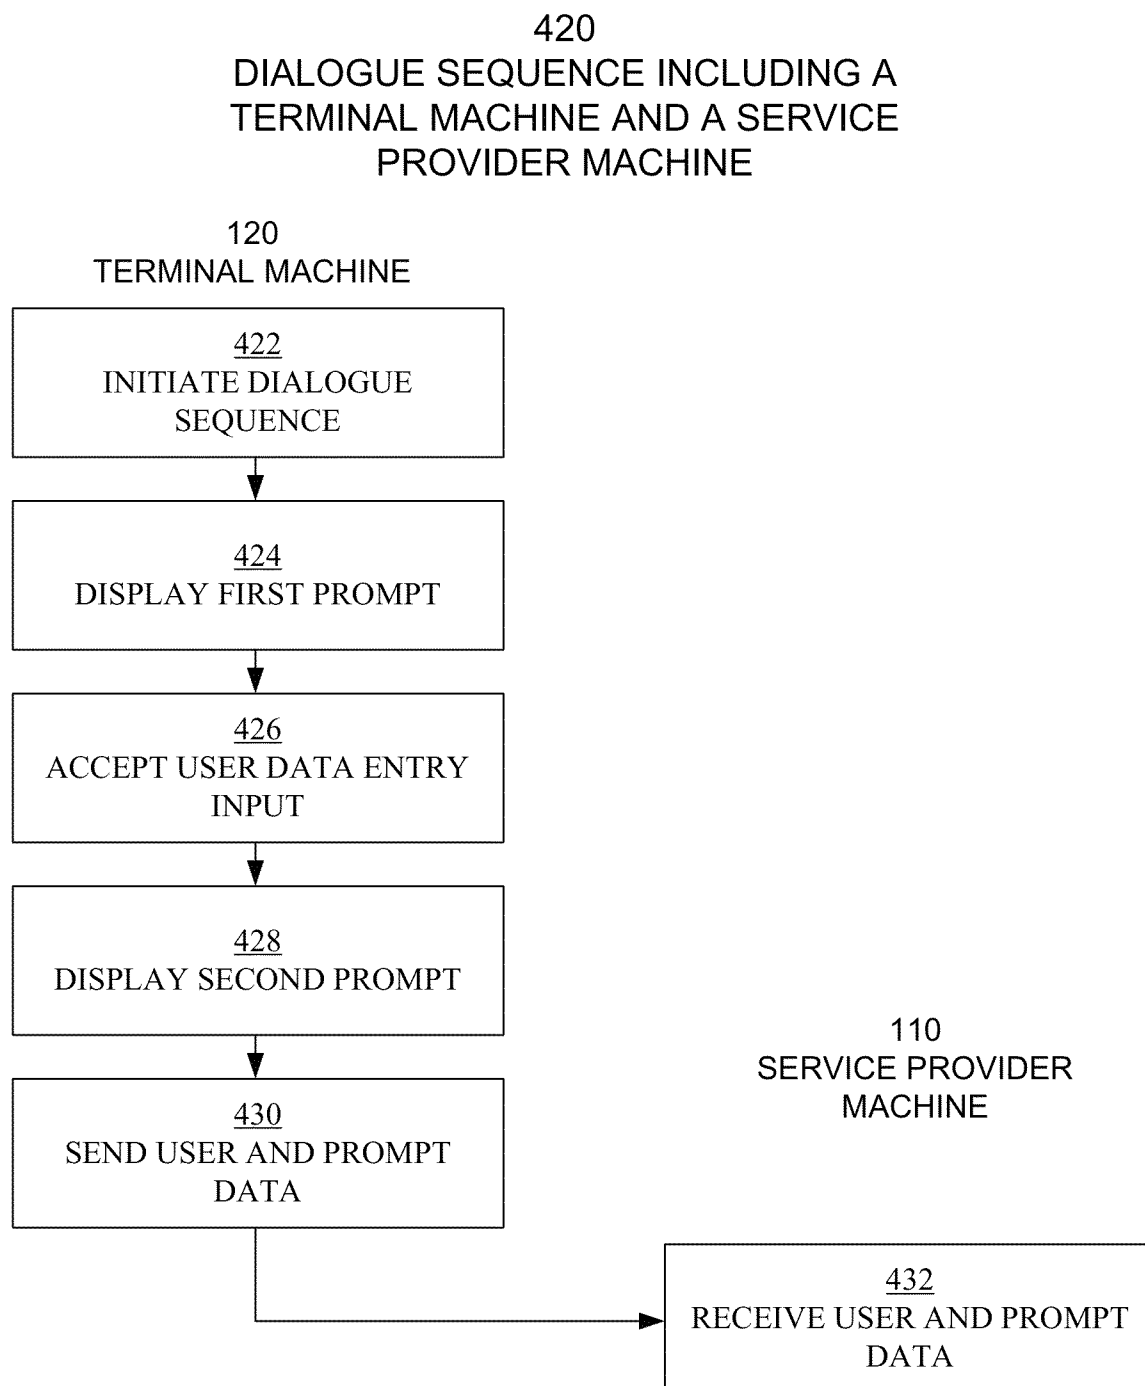 420
DIALOGUE SEQUENCE INCLUDING A
TERMINAL MACHINE AND A SERVICE
PROVIDER MACHINE
120
TERMINAL MACHINE
422
INITIATE DIALOGUE
SEQUENCE
424
DISPLAY FIRST PROMPT
426
ACCEPT USER DATA ENTRY
INPUT
428
DISPLAY SECOND PROMPT
430
SEND USER AND PROMPT
DATA
110
SERVICE PROVIDER
MACHINE
432
RECEIVE USER AND PROMPT
DATA